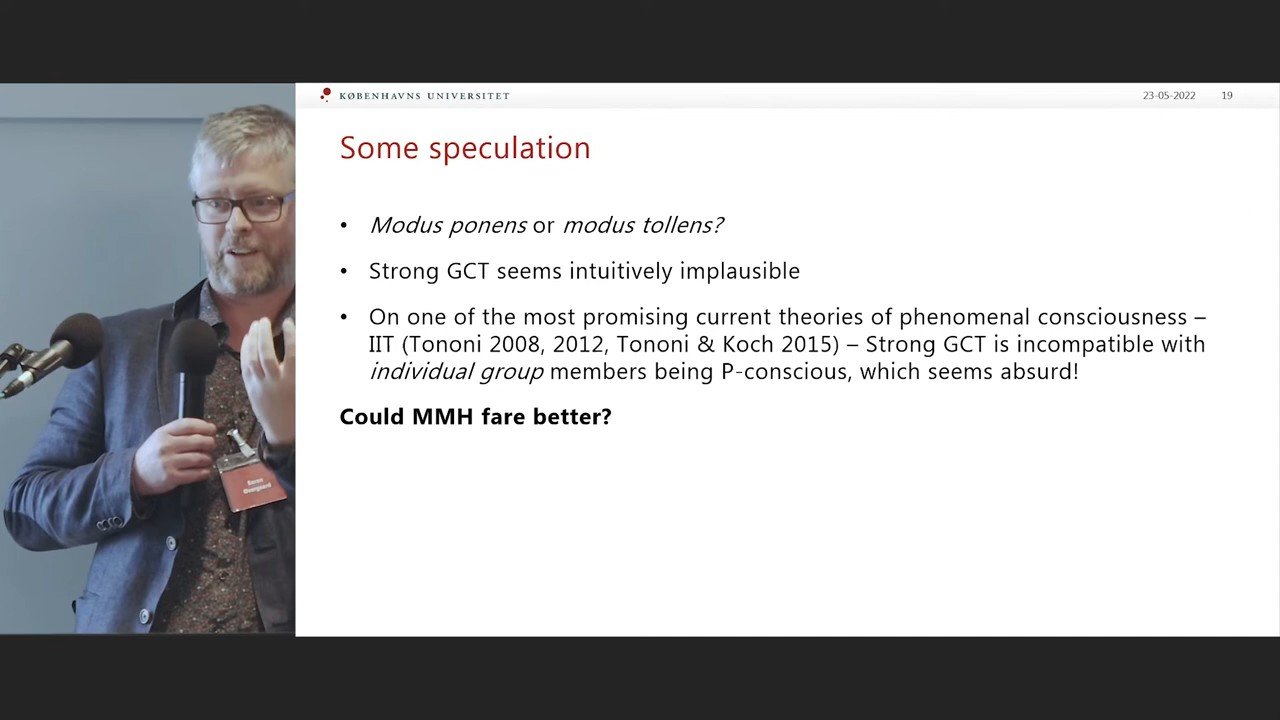 KØBENHAVNS UNIVERSITET
23-05-2022 19
Some speculation
• Modus ponens or modus tollens?
• Strong GCT seems intuitively implausible
• On one of the most promising current theories of phenomenal consciousness –
IIT (Tononi 2008, 2012, Tononi & Koch 2015) – Strong GCT is incompatible with
individual group members being P-conscious, which seems absurd!
Could MMH fare better?
Søren
Overgaard